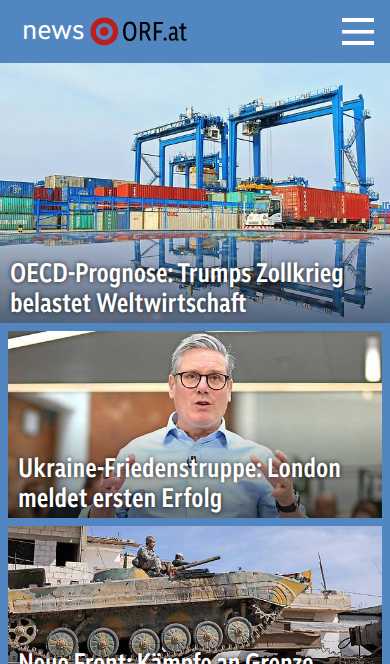 news ORF.at
OECD-Prognose: Trumps Zollkrieg
belastet Weltwirtschaft
Ukraine-Friedenstruppe: London
meldet ersten Erfolg
Neue Front: Kämpfe an Grenze